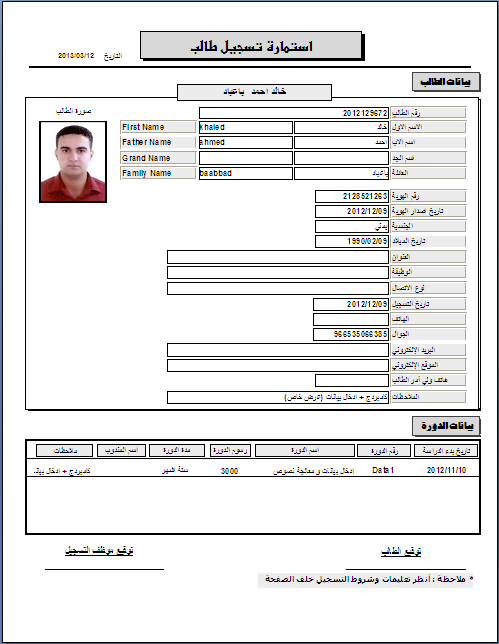 استمارة تسجيل طالب
التاريخ 2013/03/12
بيانات الطالب
خالد احمد باعباد
صورة الطالب
رقم الطالب 2012129672
الاسم الاول خالد khaled First Name
اسم الاب احمد ahmed Father Name
اسم الجد Grand Name
العائلة باعباد baabbad Family Name
رقم الهوية 2128521263
تاريخ اصدار الهوية 2012/12/09
الجنسية يمني
تاريخ الميلاد 1990/02/09
العنوان
الوظيفة
نوع الاتصال
تاريخ التسجيل 2012/12/09
الهاتف
الجوال 966535066385
البريد الإلكتروني
الموقع الإلكتروني
هاتف ولي أمر الطالب
الملاحظات كامبردج + ادخال بيانات (عرض خاص)
بيانات الدورة
تاريخ بدء الدراسة رقم الدورة اسم الدورة رسوم الدورة مدة الدورة اسم المندوب ملاحظات
2012/11/10 Data1 إدخال بيانات و معالجة نصوص 3000 ستة اشهر كامبردج + ادخال بيانا
توقيع الطالب توقيع موظف التسجيل
* ملاحظة : أنظر تعليمات وشروط التسجيل خلف الصفحة